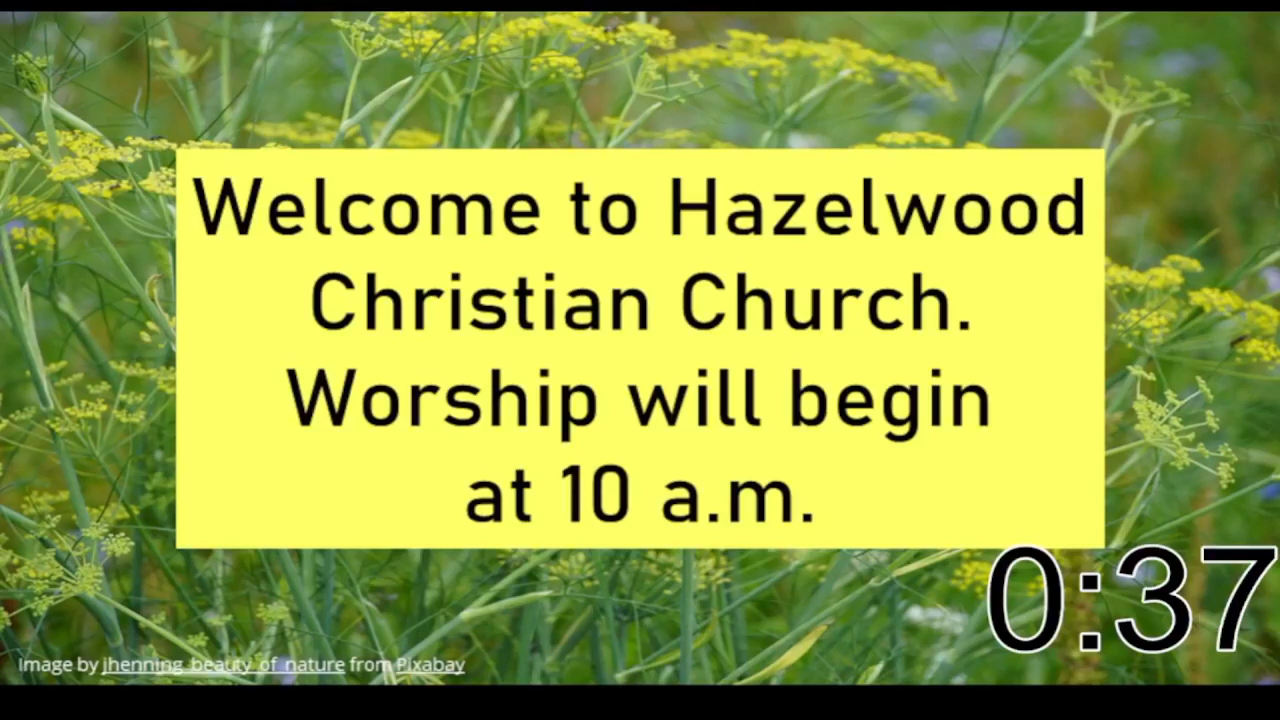 Welcome to Hazelwood
Christian Church.
Worship will begin
at 10 a.m.
0:37
Image by jhenning_beauty_of_nature from Pixabay